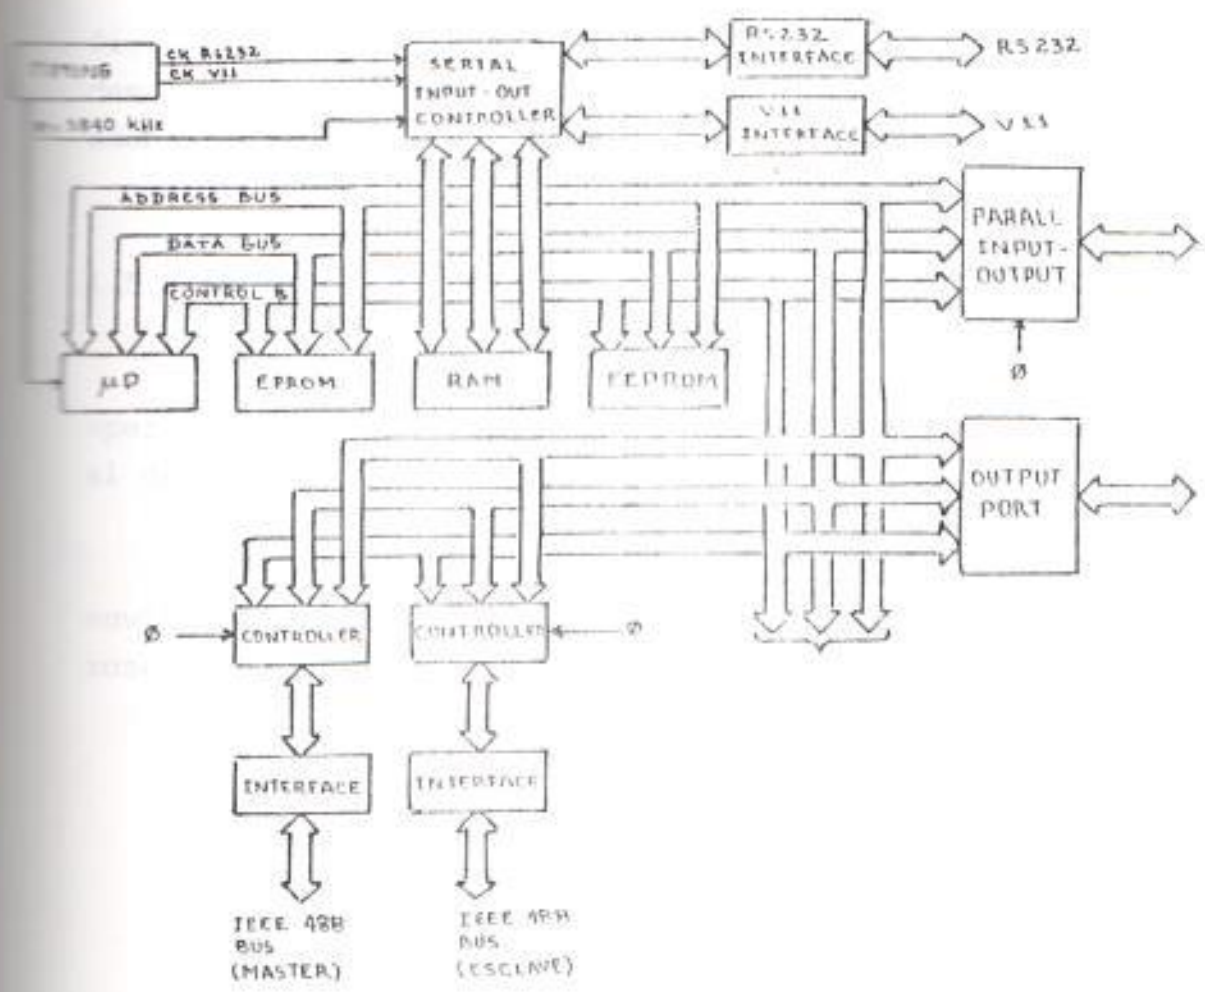 CK RS232
CK V11
3840 kHz
SERIAL
INPUT-OUT
CONTROLLER
RS232
INTERFACE
RS232
V11
INTERFACE
V11
ADDRESS BUS
DATA BUS
CONTROL B
PARALL
INPUT-
OUTPUT
Ø
µP
EPROM
RAM
EEPROM
OUTPUT
PORT
Ø
CONTROLLER
CONTROLLER
Ø
INTERFACE
INTERFACE
IEEE 488
BUS
(MASTER)
IEEE 488
BUS
(ESCLAVE)